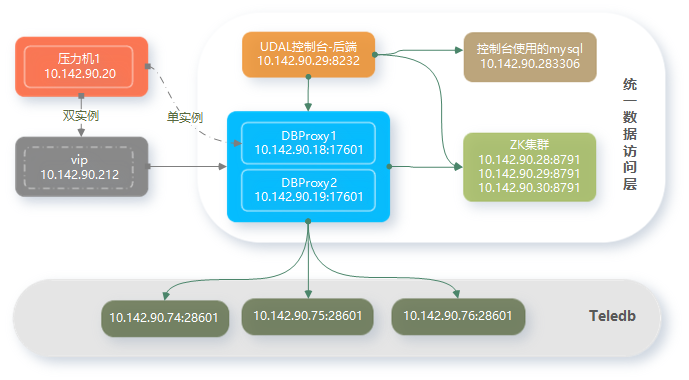 压力机1
10.142.90.20
双实例
单实例
vip
10.142.90.212
UDAL控制台-后端
10.142.90.29:8232
控制台使用的mysql
10.142.90.283306
DBProxy1
10.142.90.18:17601
DBProxy2
10.142.90.19:17601
ZK集群
10.142.90.28:8791
10.142.90.29:8791
10.142.90.30:8791
统一数据访问层
10.142.90.74:28601
10.142.90.75:28601
10.142.90.76:28601
Teledb